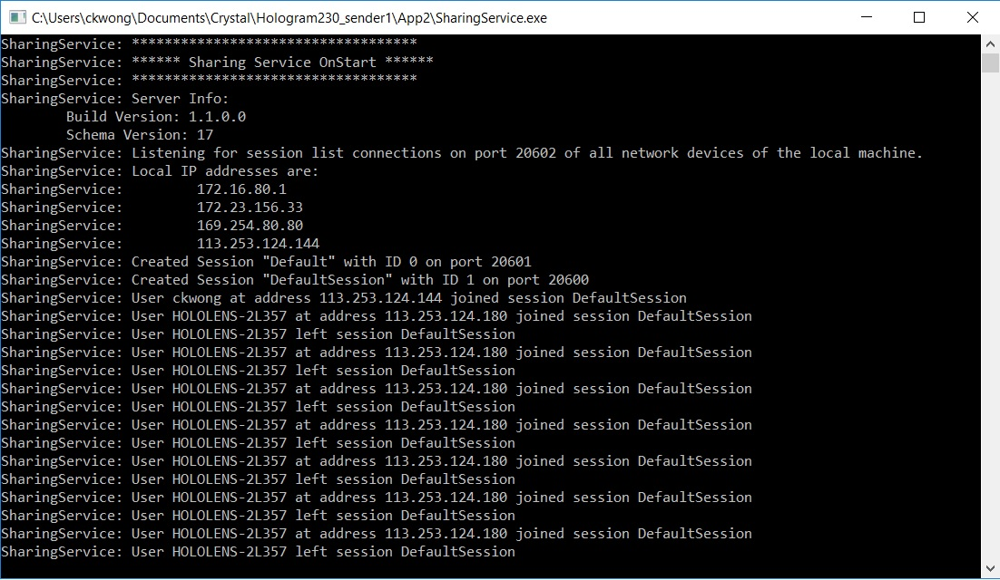 C:\Users\ckwong\Documents\Crystal\Hologram230_sender1\App2\SharingService.exe
SharingService: ***********************************
SharingService: ****** Sharing Service OnStart ******
SharingService: ***********************************
SharingService: Server Info:
        Build Version: 1.1.0.0
        Schema Version: 17
SharingService: Listening for session list connections on port 20602 of all network devices of the local machine.
SharingService: Local IP addresses are:
SharingService:         172.16.80.1
SharingService:         172.23.156.33
SharingService:         169.254.80.80
SharingService:         113.253.124.144
SharingService: Created Session "Default" with ID 0 on port 20601
SharingService: Created Session "DefaultSession" with ID 1 on port 20600
SharingService: User ckwong at address 113.253.124.144 joined session DefaultSession
SharingService: User HOLOLENS-2L357 at address 113.253.124.180 joined session DefaultSession
SharingService: User HOLOLENS-2L357 left session DefaultSession
SharingService: User HOLOLENS-2L357 at address 113.253.124.180 joined session DefaultSession
SharingService: User HOLOLENS-2L357 left session DefaultSession
SharingService: User HOLOLENS-2L357 at address 113.253.124.180 joined session DefaultSession
SharingService: User HOLOLENS-2L357 left session DefaultSession
SharingService: User HOLOLENS-2L357 at address 113.253.124.180 joined session DefaultSession
SharingService: User HOLOLENS-2L357 left session DefaultSession
SharingService: User HOLOLENS-2L357 at address 113.253.124.180 joined session DefaultSession
SharingService: User HOLOLENS-2L357 left session DefaultSession
SharingService: User HOLOLENS-2L357 at address 113.253.124.180 joined session DefaultSession
SharingService: User HOLOLENS-2L357 left session DefaultSession
SharingService: User HOLOLENS-2L357 at address 113.253.124.180 joined session DefaultSession
SharingService: User HOLOLENS-2L357 left session DefaultSession